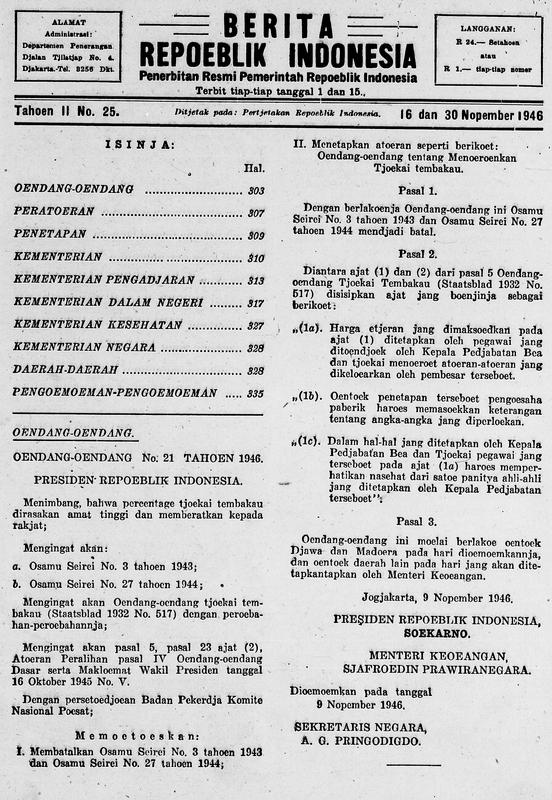 ALAMAT
Administrasi:
Departemen Penerangan
Djalan Tjilatjap No. 4.
Djakarta.-Tel. 3256 Dkt.
BERITA
REPOEBLIK INDONESIA
Penerbitan Resmi Pemerintah Repoeblik Indonesia
Terbit tiap-tiap tanggal 1 dan 15.,
LANGGANAN:
R 24.— Setahoen
atau
R 1.— tiap-tiap nomer
Tahoen II No. 25.
Ditjetak pada: Pertjetakan Repoeblik Indonesia.
16 dan 30 Nopember 1946
ISINJA:
Hal.
OENDANG-OENDANG ..................... 303
PERATOERAN ............................. 307
PENETAPAN ............................... 309
KEMENTERIAN ........................... 310
KEMENTERIAN PENGADJARAN ............ 313
KEMENTERIAN DALAM NEGERI ......... 317
KEMENTERIAN KESEHATAN ............ 327
KEMENTERIAN NEGARA .................. 328
DAERAH-DAERAH ......................... 328
PENGOEMOEMAN-PENGOEMOEMAN ..... 335
OENDANG-OENDANG.
OENDANG-OENDANG No. 21 TAHOEN 1946.
PRESIDEN REPOEBLIK INDONESIA.
Menimbang, bahwa percentage tjoekai tembakau
dirasakan amat tinggi dan memberatkan kepada
rakjat;
Mengingat akan:
a. Osamu Seirei No. 3 tahoen 1943;
b. Osamu Seirei No. 27 tahoen 1944;
Mengingat akan Oendang-oendang tjoekai tem-
bakau (Staatsblad 1932 No. 517) dengan peroeba-
han-peroebahannja;
Mengingat akan pasal 5, pasal 23 ajat (2),
Atoeran Peralihan pasal IV Oendang-oendang
Dasar serta Makloemat Wakil Presiden tanggal
16 Oktober 1945 No. V.
Dengan persetoedjoean Badan Pekerdja Komite
Nasional Poesat;
Memoetoeskan:
I. Membatalkan Osamu Seirei No. 3 tahoen 1943
dan Osamu Seirei No. 27 tahoen 1944;
II. Menetapkan atoeran seperti berikoet:
Oendang-oendang tentang Menoeroenkan
Tjoekai tembakau.
Pasal 1.
Dengan berlakoenja Oendang-oendang ini Osamu
Seirei No. 3 tahoen 1943 dan Osamu Seirei No. 27
tahoen 1944 mendjadi batal.
Pasal 2.
Diantara ajat (1) dan (2) dari pasal 5 Oendang-
oendang Tjoekai Tembakau (Staatsblad 1932 No.
517) disisipkan ajat jang boenjinja sebagai
berikoet:
„(1a). Harga etjeran jang dimaksoedkan pada
ajat (1) ditetapkan oleh pegawai jang
ditoendjoek oleh Kepala Pedjabatan Bea
dan tjoekai menoeroet atoeran-atoeran jang
dikeloearkan oleh pembesar terseboet.
„(1b). Oentoek penetapan terseboet pengoesaha
paberik haroes memasoekkan keterangan
tentang angka-angka jang diperloekan.
„(1c). Dalam hal-hal jang ditetapkan oleh Kepala
Pedjabatan Bea dan Tjoekai pegawai jang
terseboet pada ajat (1a) haroes memper-
hatikan nasehat dari satoe panitya ahli-ahli
jang ditetapkan oleh Kepala Pedjabatan
terseboet";
Pasal 3.
Oendang-oendang ini moelai berlakoe oentoek
Djawa dan Madoera pada hari dioemoemkannja,
dan oentoek daerah lain pada hari jang akan dite-
tapkantapkan oleh Menteri Keoeangan.
Jogjakarta, 9 Nopember 1946.
PRESIDEN REPOEBLIK INDONESIA,
SOEKARNO.
MENTERI KEOEANGAN,
SJAFROEDIN PRAWIRANEGARA.
Dioemoemkan pada tanggal
9 Nopember 1946.
SEKRETARIS NEGARA,
A. G. PRINGODIGDO.